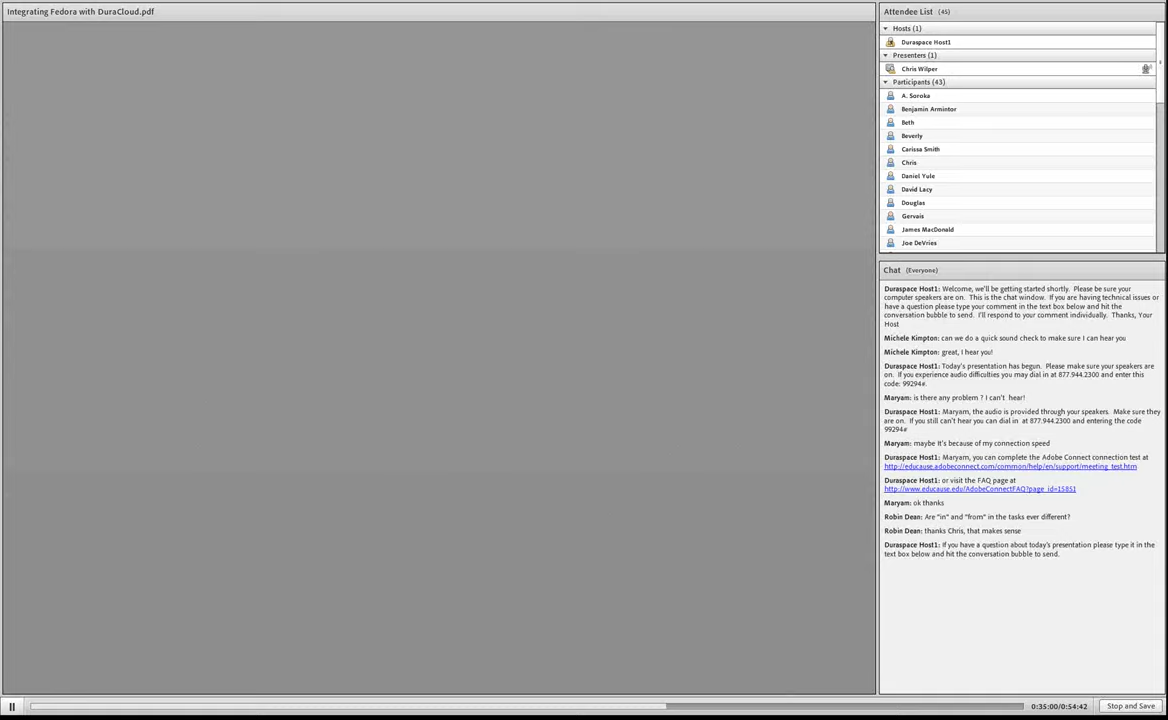 Integrating Fedora with DuraCloud.pdf
Attendee List (45)
Hosts (1)
Duraspace Host1
Presenters (1)
Chris Wilper
Participants (43)
A. Soroka
Benjamin Armintor
Beth
Beverly
Carissa Smith
Chris
Daniel Yule
David Lacy
Douglas
Gervais
James MacDonald
Joe DeVries
Chat (Everyone)
Duraspace Host1: Welcome, we'll be getting started shortly. Please be sure your
computer speakers are on. This is the chat window. If you are having technical issues or
have a question please type your comment in the text box below and hit the
conversation bubble to send. I'll respond to your comment individually. Thanks, Your
Host
Michele Kimpton: can we do a quick sound check to make sure I can hear you
Michele Kimpton: great, I hear you!
Duraspace Host1: Today's presentation has begun. Please make sure your speakers are
on. If you experience audio difficulties you may dial in at 877.944.2300 and enter this
code: 99294#.
Maryam: is there any problem ? I can't hear!
Duraspace Host1: Maryam, the audio is provided through your speakers. Make sure they
are on. If you still can't hear you can dial in at 877.944.2300 and entering the code
99294#
Maryam: maybe It's because of my connection speed
Duraspace Host1: Maryam, you can complete the Adobe Connect connection test at
http://educause.adobeconnect.com/common/help/en/support/meeting_test.htm
Duraspace Host1: or visit the FAQ page at
http://www.educause.edu/AdobeConnectFAQ?page_id=15851
Maryam: ok thanks
Robin Dean: Are "in" and "from" in the tasks ever different?
Robin Dean: thanks Chris, that makes sense
Duraspace Host1: If you have a question about today's presentation please type it in the
text box below and hit the conversation bubble to send.
0:35:00/0:54:42
Stop and Save